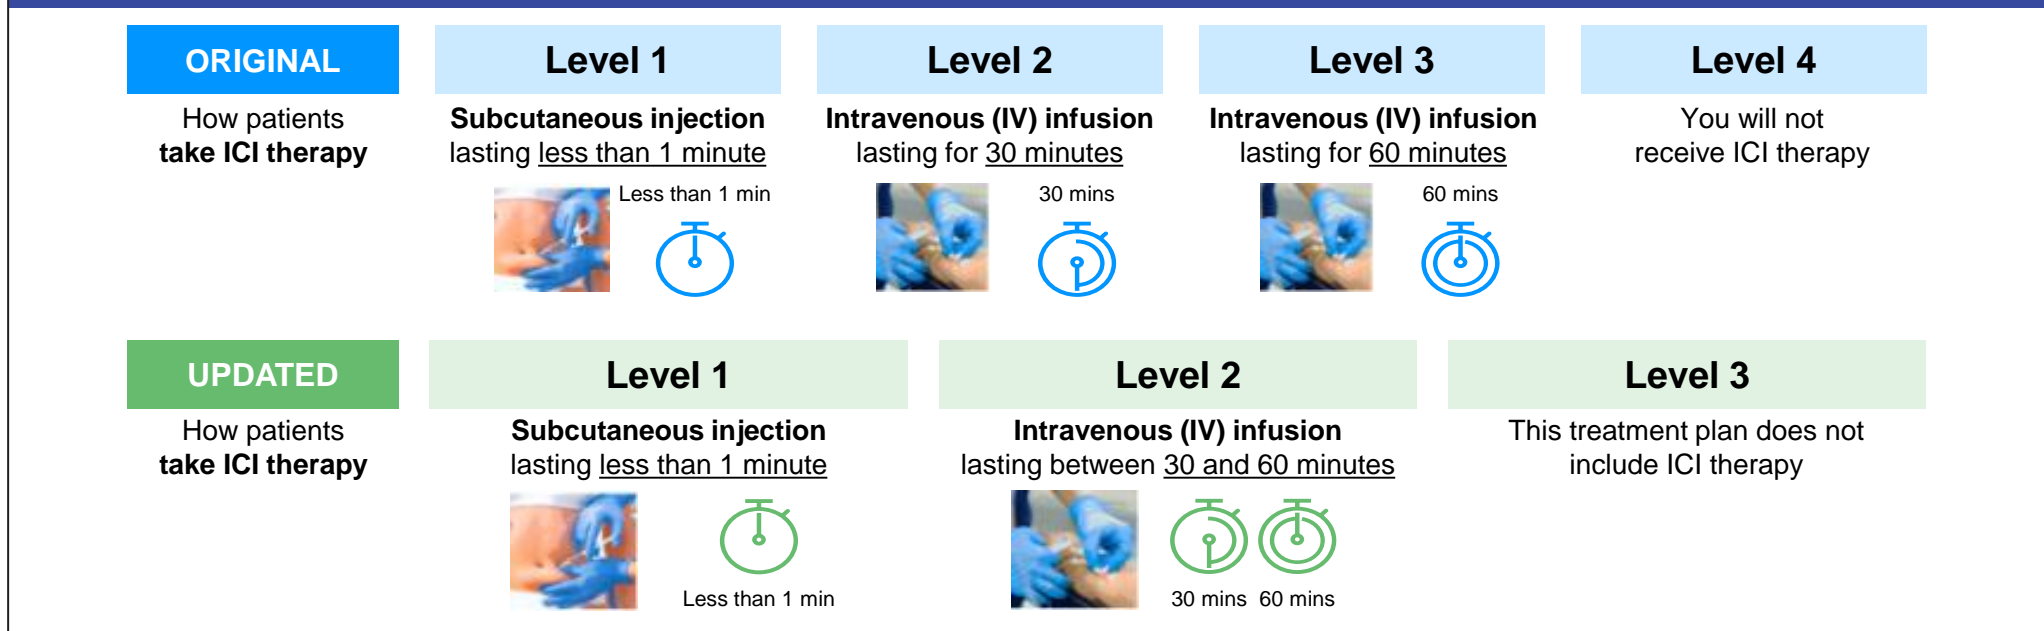 ORIGINAL
Level 1
Level 2
Level 3
Level 4
How patients
take ICI therapy
Subcutaneous injection
lasting less than 1 minute
Less than 1 min
Intravenous (IV) infusion
lasting for 30 minutes
30 mins
Intravenous (IV) infusion
lasting for 60 minutes
60 mins
You will not
receive ICI therapy
UPDATED
Level 1
Level 2
Level 3
How patients
take ICI therapy
Subcutaneous injection
lasting less than 1 minute
Less than 1 min
Intravenous (IV) infusion
lasting between 30 and 60 minutes
30 mins 60 mins
This treatment plan does not
include ICI therapy